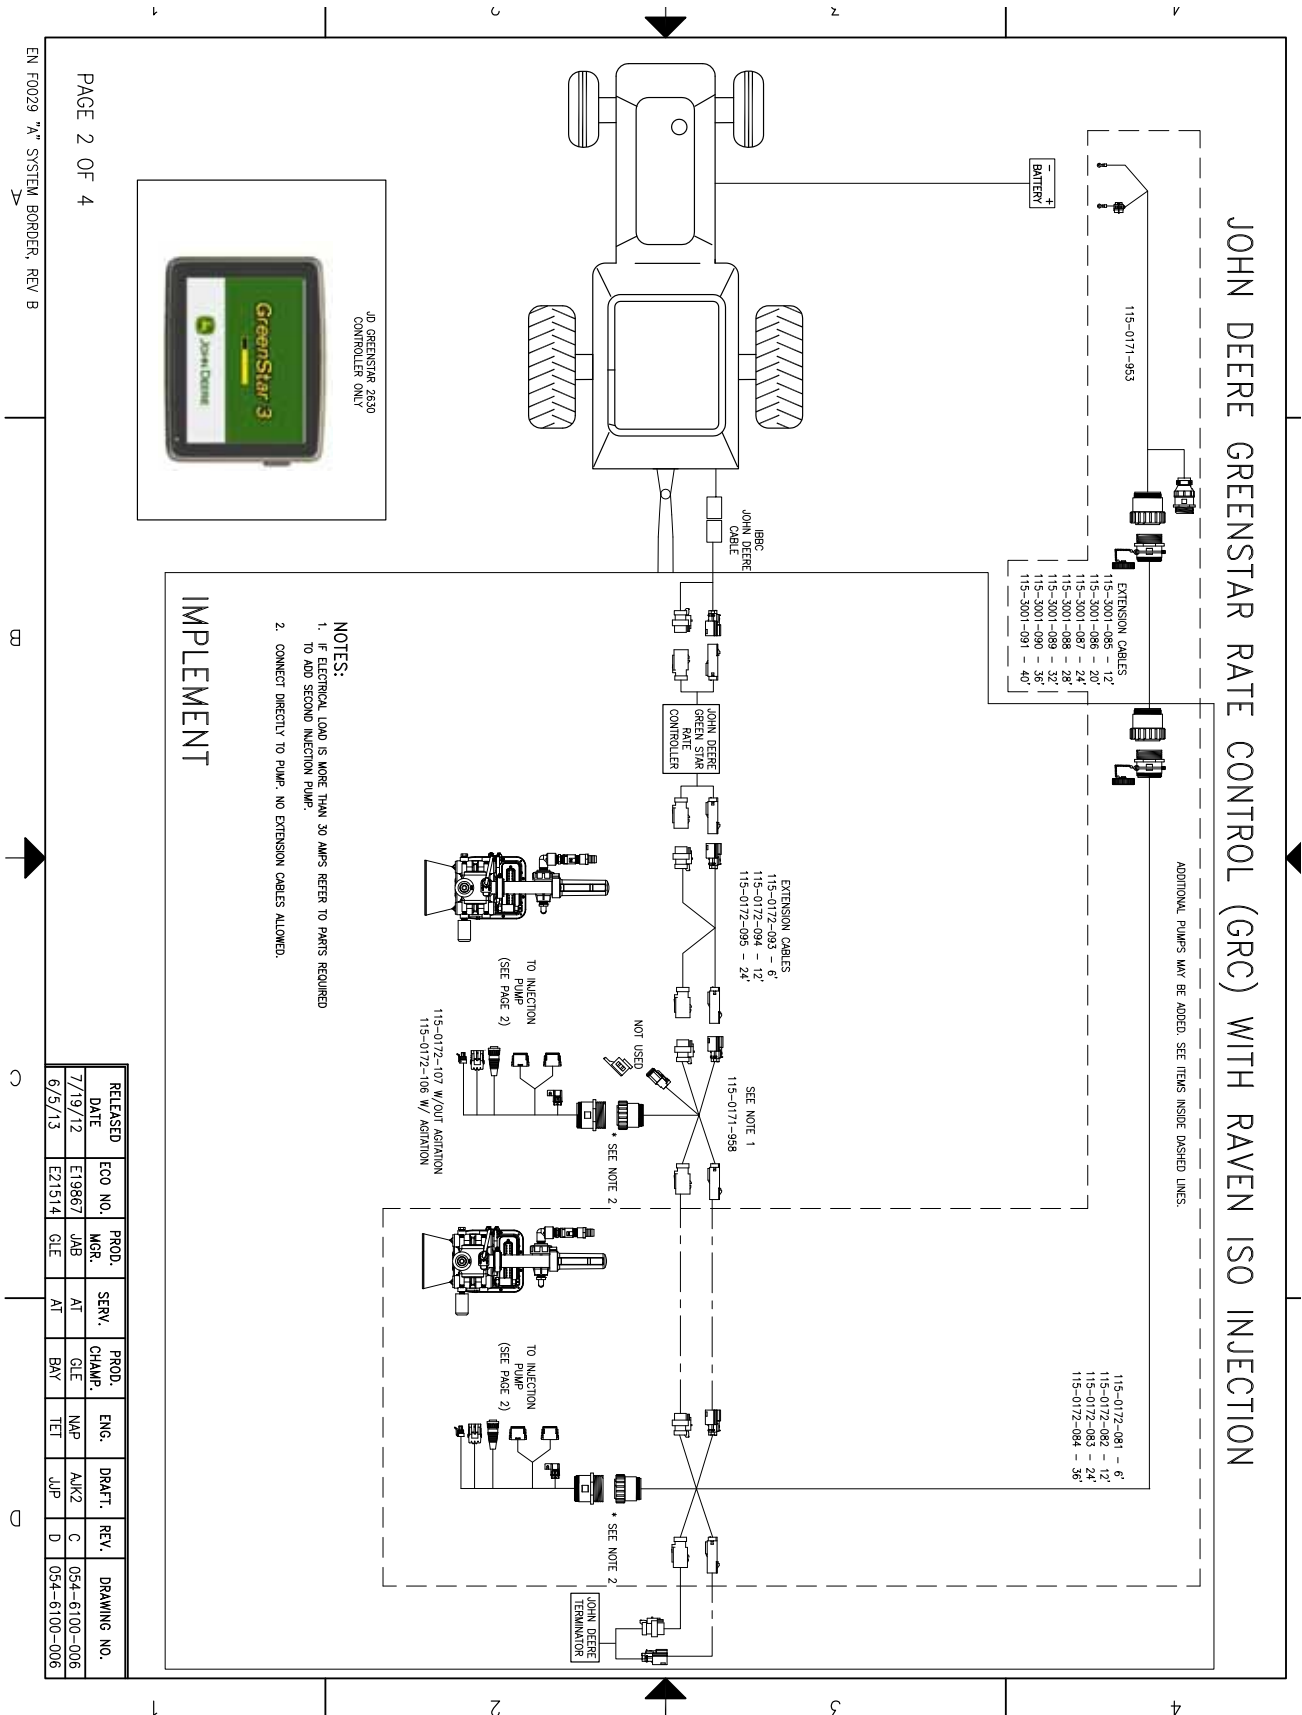 JOHN DEERE GREENSTAR RATE CONTROL (GRC) WITH RAVEN ISO INJECTION
ADDITIONAL PUMPS MAY BE ADDED. SEE ITEMS INSIDE DASHED LINES.
115-0171-953
- +
BATTERY
EXTENSION CABLES
115-3001-085 - 12'
115-3001-086 - 20'
115-3001-087 - 24'
115-3001-088 - 28'
115-3001-089 - 32'
115-3001-090 - 36'
115-3001-091 - 40'
115-0172-081 - 6'
115-0172-082 - 12'
115-0172-083 - 24'
115-0172-084 - 36'
IBBC
JOHN DEERE
CABLE
JOHN DEERE
GREEN STAR
RATE
CONTROLLER
EXTENSION CABLES
115-0172-093 - 6'
115-0172-094 - 12'
115-0172-095 - 24'
SEE NOTE 1
115-0171-958
NOT USED
* SEE NOTE 2
TO INJECTION
PUMP
(SEE PAGE 2)
115-0172-107 W/OUT AGITATION
115-0172-106 W/ AGITATION
* SEE NOTE 2
TO INJECTION
PUMP
(SEE PAGE 2)
JOHN DEERE
TERMINATOR
JD GREENSTAR 2630
CONTROLLER ONLY
GreenStar 3
JOHN DEERE
NOTES:
1. IF ELECTRICAL LOAD IS MORE THAN 30 AMPS REFER TO PARTS REQUIRED
TO ADD SECOND INJECTION PUMP.
2. CONNECT DIRECTLY TO PUMP. NO EXTENSION CABLES ALLOWED.
IMPLEMENT
PAGE 2 OF 4
RELEASED DATE ECO NO. PROD. MGR. SERV. PROD. CHAMP. ENG. DRAFT. REV. DRAWING NO.
7/19/12 E19867 JAB AT GLE NAP AJK2 C 054-6100-006
6/5/13 E21514 GLE AT BAY TET JJP D 054-6100-006
EN F0029 "A" SYSTEM BORDER, REV B
A
B
C
D
1
2
3
4
1
2
3
4